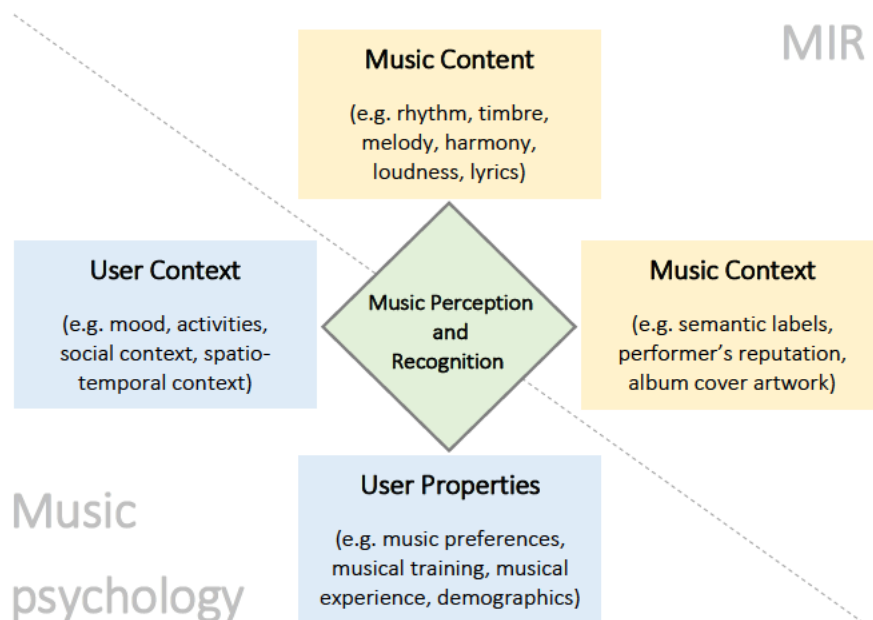 MIR
Music Content
(e.g. rhythm, timbre,
melody, harmony,
loudness, lyrics)
User Context
(e.g. mood, activities,
social context, spatio-
temporal context)
Music Perception
and
Recognition
Music Context
(e.g. semantic labels,
performer's reputation,
album cover artwork)
User Properties
(e.g. music preferences,
musical training, musical
experience, demographics)
Music
psychology